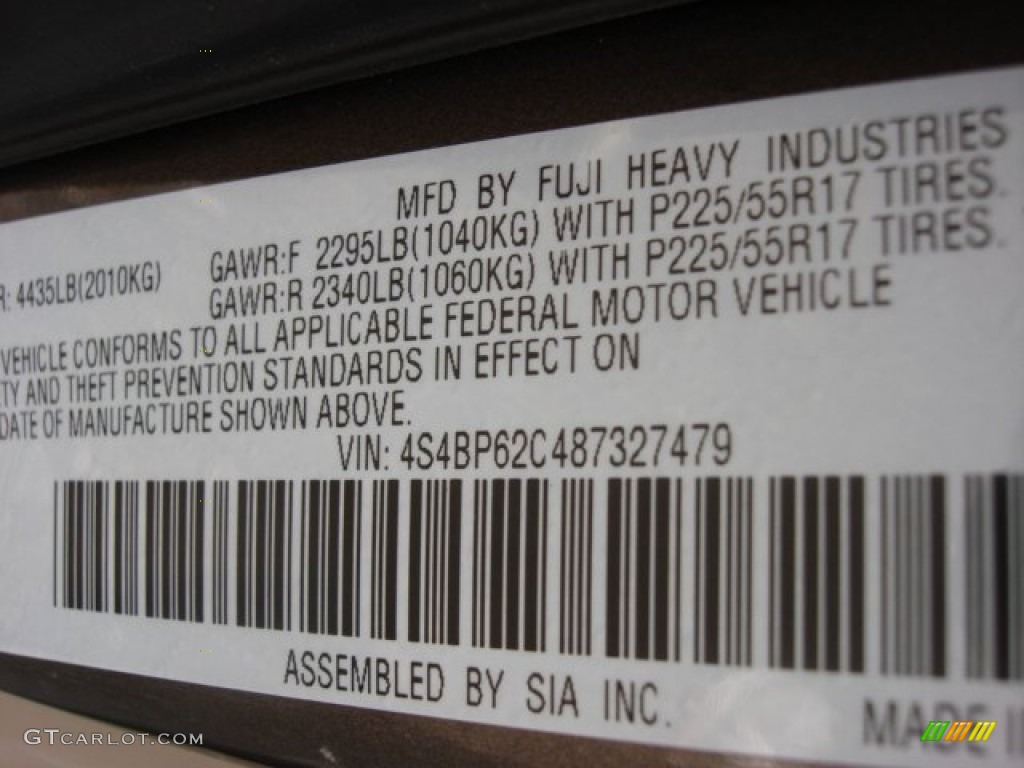 MFD BY FUJI HEAVY INDUSTRIES
R: 4435LB(2010KG) GAWR:F 2295LB(1040KG) WITH P225/55R17 TIRES.
GAWR:R 2340LB(1060KG) WITH P225/55R17 TIRES.
VEHICLE CONFORMS TO ALL APPLICABLE FEDERAL MOTOR VEHICLE
ETY AND THEFT PREVENTION STANDARDS IN EFFECT ON
DATE OF MANUFACTURE SHOWN ABOVE.
VIN: 4S4BP62C487327479
ASSEMBLED BY SIA INC.
MADE I
GTCARLOT.COM